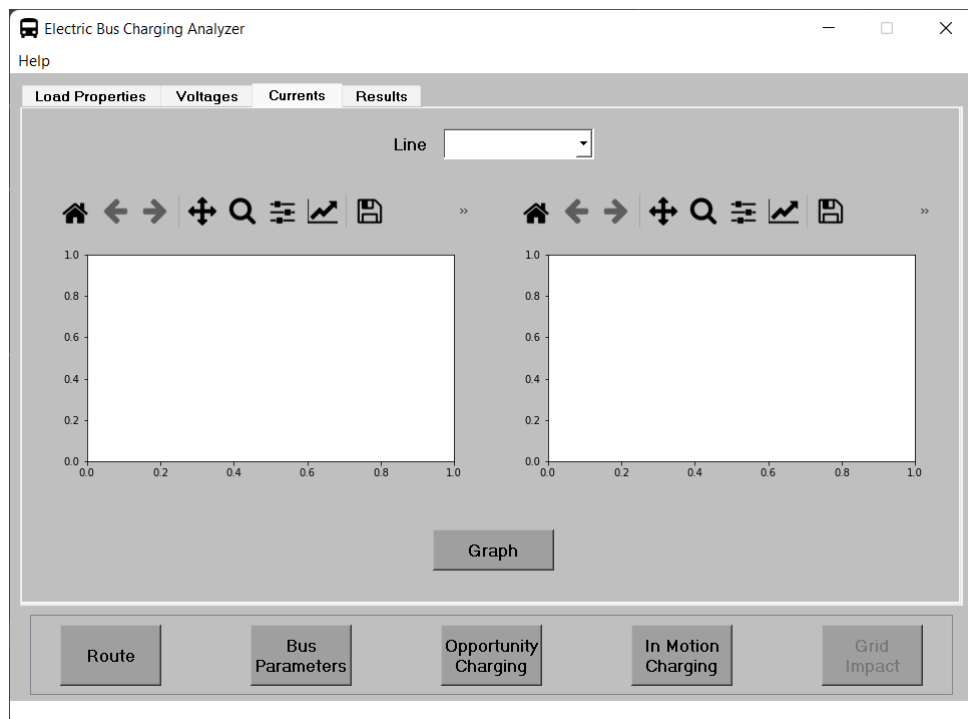 Electric Bus Charging Analyzer
Help
Load Properties Voltages Currents Results
Line
» »
1.0 1.0
0.8 0.8
0.6 0.6
0.4 0.4
0.2 0.2
0.0 0.0
0.0 0.2 0.4 0.6 0.8 1.0 0.0 0.2 0.4 0.6 0.8 1.0
Graph
Route
Bus
Parameters
Opportunity
Charging
In Motion
Charging
Grid
Impact